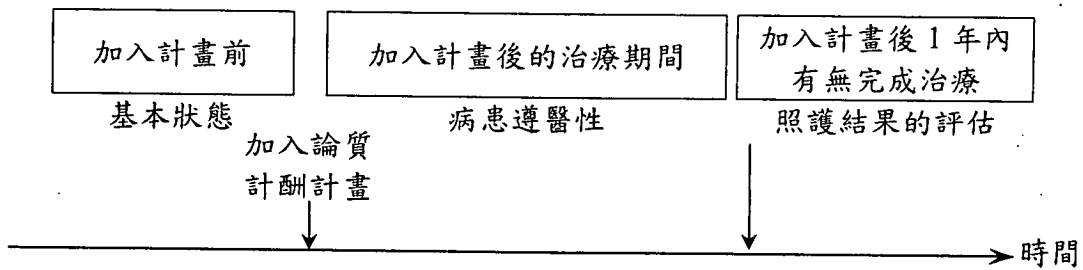 加入計畫前
加入計畫後的治療期間
加入計畫後 1 年內
有無完成治療
基本狀態
病患遵醫性
照護結果的評估
加入論質
計酬計畫
時間